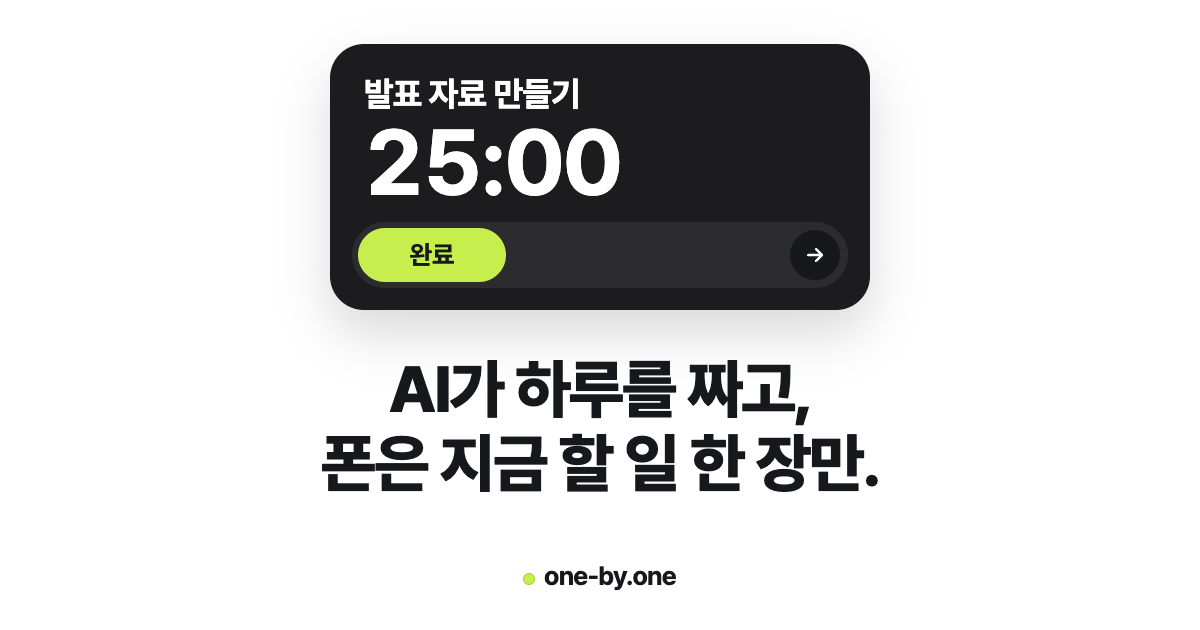 발표 자료 만들기
25:00
완료
AI가 하루를 짜고,
폰은 지금 할 일 한 장만.
one-by.one